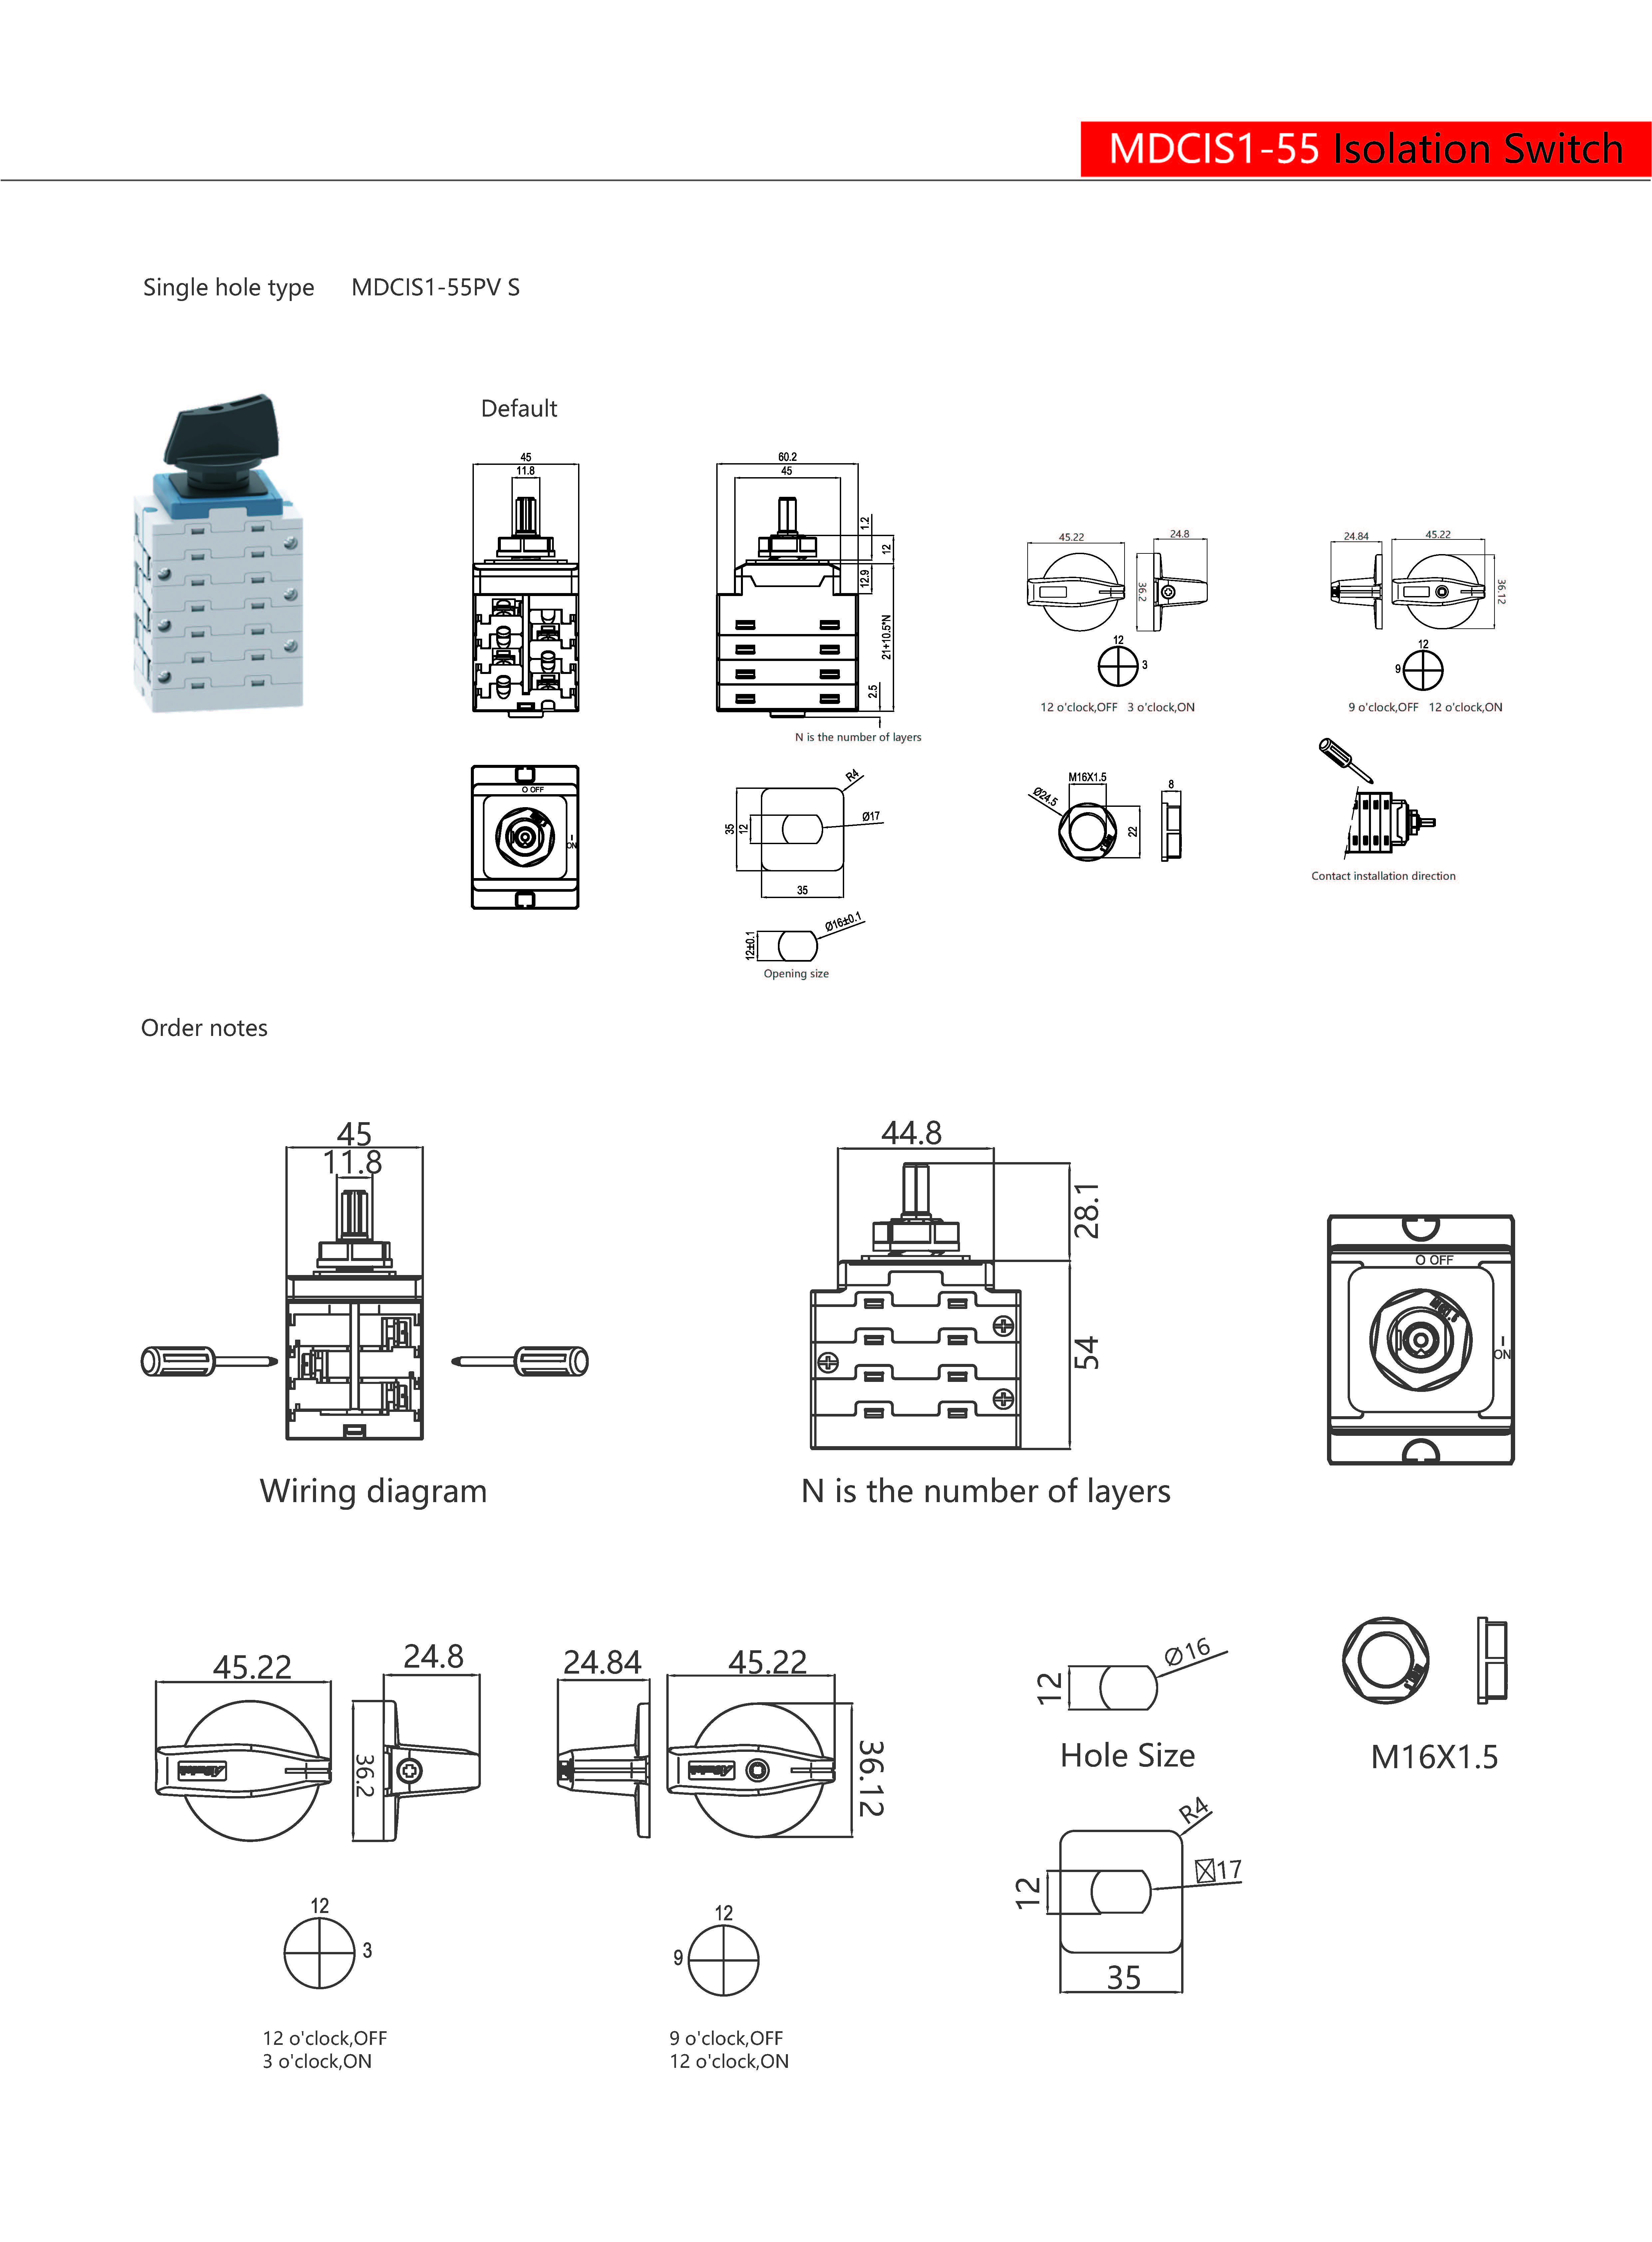 MDCIS1-55 Isolation Switch
Single hole type MDCIS1-55PV S
Default
45
11.8
60.2
45
1.2
12
12.9
21+10.5*N
2.5
N is the number of layers
45.22
24.8
36.2
12
3
12 o'clock,OFF 3 o'clock,ON
24.84
45.22
36.12
12
9
9 o'clock,OFF 12 o'clock,ON
O OFF
ON
R4
35
12
Ø17
35
M16X1.5
Ø24.5
22
8
Contact installation direction
12±0.1
Ø16±0.1
Opening size
Order notes
45
11.8
Wiring diagram
44.8
28.1
54
N is the number of layers
O OFF
ON
45.22
24.8
36.2
24.84
45.22
36.12
12
Ø16
Hole Size
M16X1.5
R4
12
17
35
12
3
12 o'clock,OFF
3 o'clock,ON
12
9
9 o'clock,OFF
12 o'clock,ON